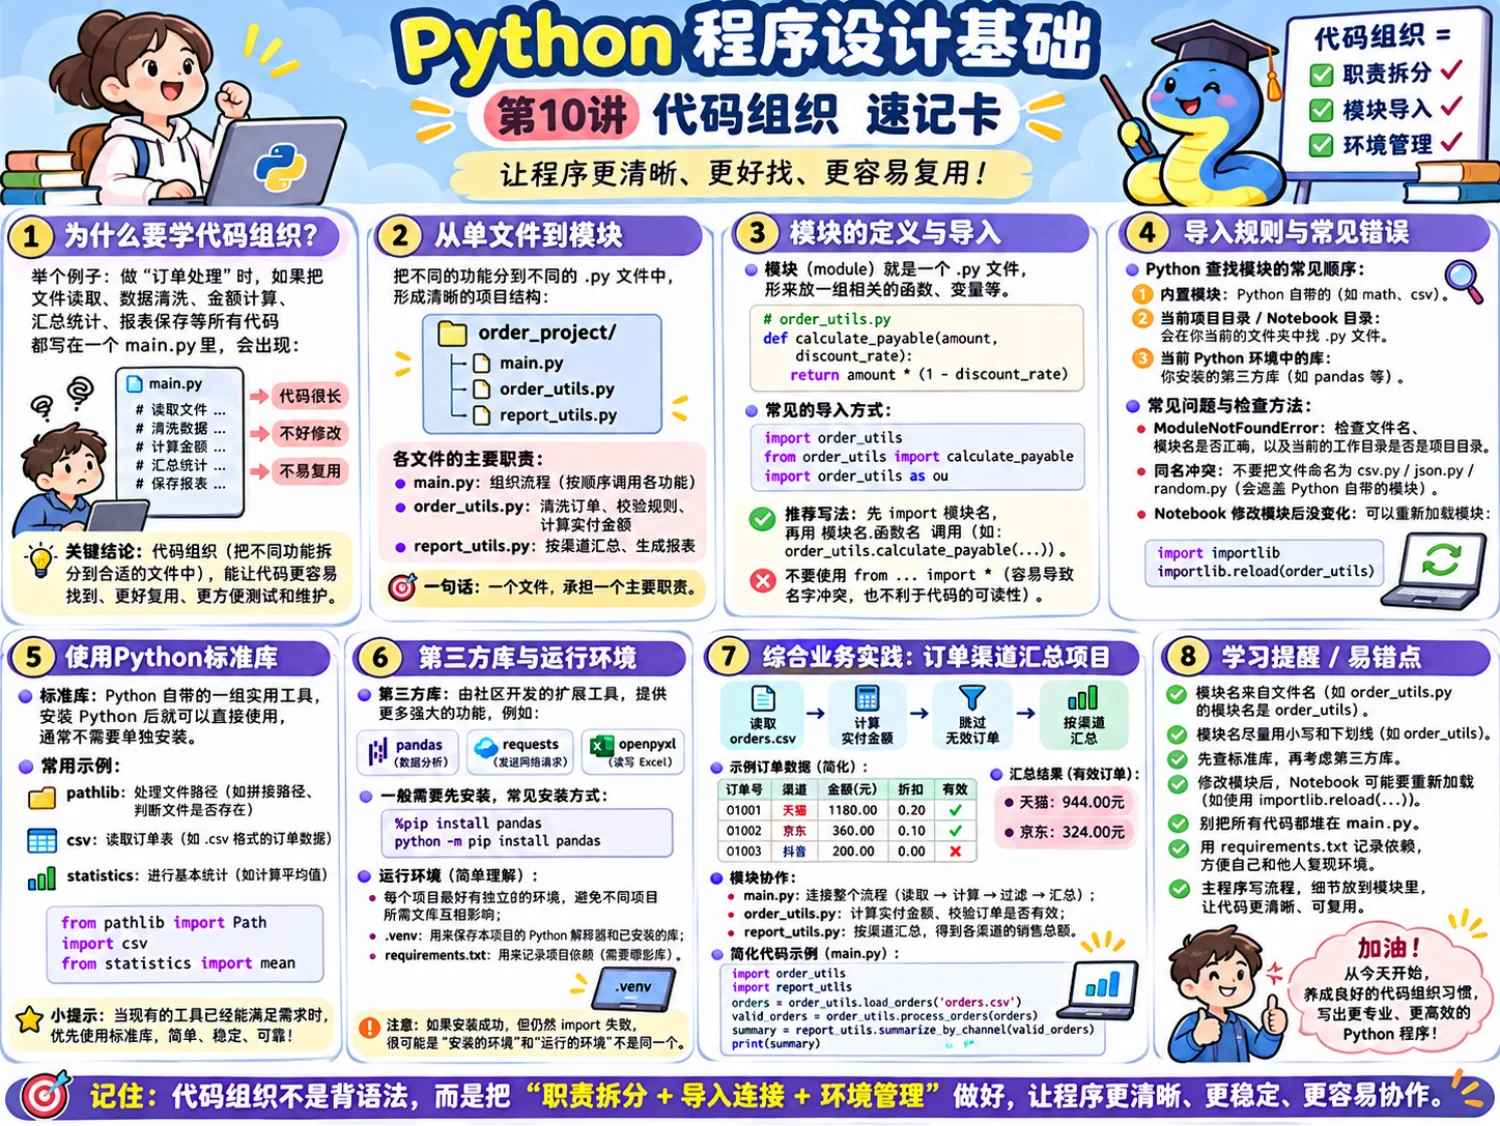 Python 程序设计基础
第10讲 代码组织 速记卡
让程序更清晰、更好找、更容易复用！
代码组织 =
职责拆分
模块导入
环境管理
1 为什么要学代码组织？
举个例子：做 “订单处理” 时，如果把
文件读取、数据清洗、金额计算、
汇总统计、报表保存等所有代码
都写在一个 main.py 里，会出现：
main.py
# 读取文件 ...
# 清洗数据 ...
# 计算金额 ...
# 汇总统计 ...
# 保存报表 ...
代码很长
不好修改
不易复用
关键结论：代码组织（把不同功能拆
分到合适的文件中），能让代码更容易
找到、更好复用、更方便测试和维护。
2 从单文件到模块
把不同的功能分到不同的 .py 文件中，
形成清晰的项目结构：
order_project/
main.py
order_utils.py
report_utils.py
各文件的主要职责：
main.py：组织流程（按顺序调用各功能）
order_utils.py：清洗订单、校验规则、
计算实付金额
report_utils.py：按渠道汇总、生成报表
一句话：一个文件，承担一个主要职责。
3 模块的定义与导入
模块（module）就是一个 .py 文件，
形来放一组相关的函数、变量等。
# order_utils.py
def calculate_payable(amount,
discount_rate):
return amount * (1 - discount_rate)
常见的导入方式：
import order_utils
from order_utils import calculate_payable
import order_utils as ou
推荐写法：先 import 模块名，
再用 模块名.函数名 调用（如：
order_utils.calculate_payable(...)）。
不要使用 from ... import *（容易导致
名字冲突，也不利于代码的可读性）。
4 导入规则与常见错误
Python 查找模块的常见顺序：
1 内置模块：Python 自带的（如 math、csv）。
2 当前项目目录 / Notebook 目录：
会在你当前的文件夹中找 .py 文件。
3 当前 Python 环境中的库：
你安装的第三方库（如 pandas 等）。
常见问题与检查方法：
ModuleNotFoundError：检查文件名、
模块名是否正确，以及当前的工作目录是否是项目目录。
同名冲突：不要把文件命名为 csv.py / json.py /
random.py（会遮盖 Python 自带的模块）。
Notebook 修改模块后没变化：可以重新加载模块：
import importlib
importlib.reload(order_utils)
5 使用Python标准库
标准库：Python 自带的一组实用工具，
安装 Python 后就可以直接使用，
通常不需要单独安装。
常用示例：
pathlib：处理文件路径（如拼接路径、
判断文件是否存在）
csv：读取订单表（如 .csv 格式的订单数据）
statistics：进行基本统计（如计算平均值）
from pathlib import Path
import csv
from statistics import mean
小提示：当现有的工具已经能满足需求时，
优先使用标准库，简单、稳定、可靠！
6 第三方库与运行环境
第三方库：由社区开发的扩展工具，提供
更多强大的功能，例如：
pandas
（数据分析）
requests
（发送网络请求）
openpyxl
（读写 Excel）
一般需要先安装，常见安装方式：
%pip install pandas
python -m pip install pandas
运行环境（简单理解）：
每个项目最好有独立的环境，避免不同项目
所需文库互相影响；
.venv：用来保存本项目的 Python 解释器和已安装的库；
requirements.txt：用来记录项目依赖（需要哪些库）。
.venv
注意：如果安装成功，但仍然 import 失败，
很可能是 “安装的环境”和“运行的环境”不是同一个。
7 综合业务实践：订单渠道汇总项目
读取
orders.csv
计算
实付金额
跳过
无效订单
按渠道
汇总
示例订单数据（简化）：
订单号 渠道 金额(元) 折扣 有效
01001 天猫 1180.00 0.20
01002 京东 360.00 0.10
01003 抖音 200.00 0.00
汇总结果（有效订单）：
天猫：944.00元
京东：324.00元
模块协作：
main.py：连接整个流程（读取 → 计算 → 过滤 → 汇总）；
order_utils.py：计算实付金额、校验订单是否有效；
report_utils.py：按渠道汇总，得到各渠道的销售总额。
简化代码示例（main.py）：
import order_utils
import report_utlls
orders = order_utils.load_orders('orders.csv')
valid_orders = order_utils.process_orders(orders)
summary = report_utils.summarize_by_channel(valid_orders)
print(summary)
8 学习提醒 / 易错点
模块名来自文件名（如 order_utils.py
的模块名是 order_utils）。
模块名尽量用小写和下划线（如 order_utils）。
先查标准库，再考虑第三方库。
修改模块后，Notebook 可能要重新加载
（如使用 importlib.reload(...)）。
别把所有代码都堆在 main.py。
用 requirements.txt 记录依赖，
方便自己和他人复现环境。
主程序写流程，细节放到模块里，
让代码更清晰、可复用。
加油！
从今天开始，
养成良好的代码组织习惯，
写出更专业、更高效的
Python 程序！
记住：代码组织不是背语法，而是把 “职责拆分 + 导入连接 + 环境管理” 做好，让程序更清晰、更稳定、更容易协作。